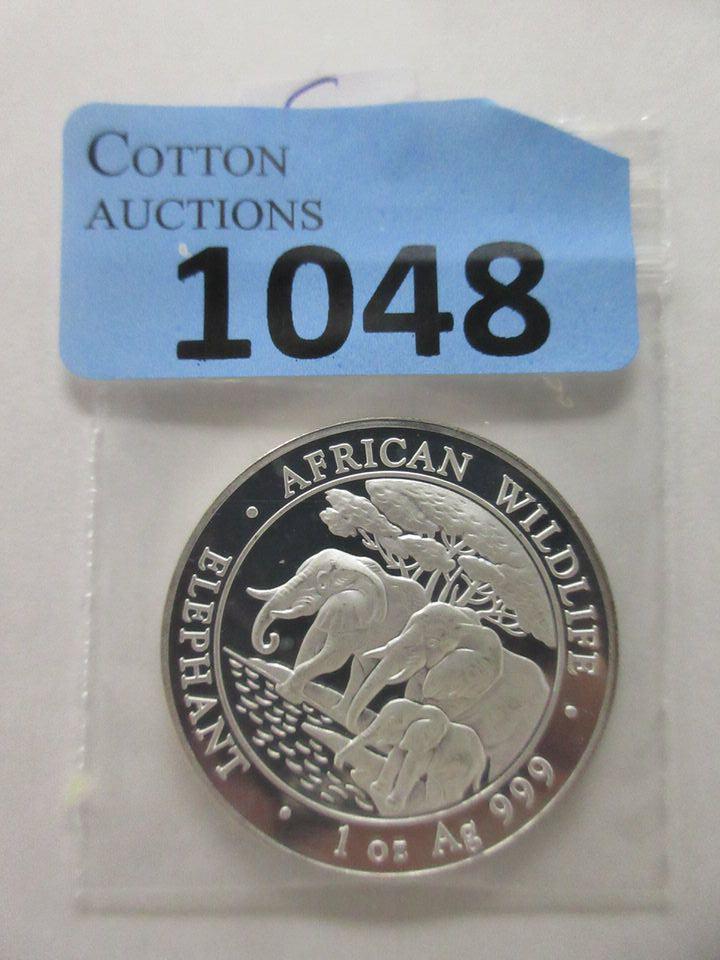 COTTON
AUCTIONS
1048
AFRICAN WILDLIFE
ELEPHANT
1 oz Ag 999